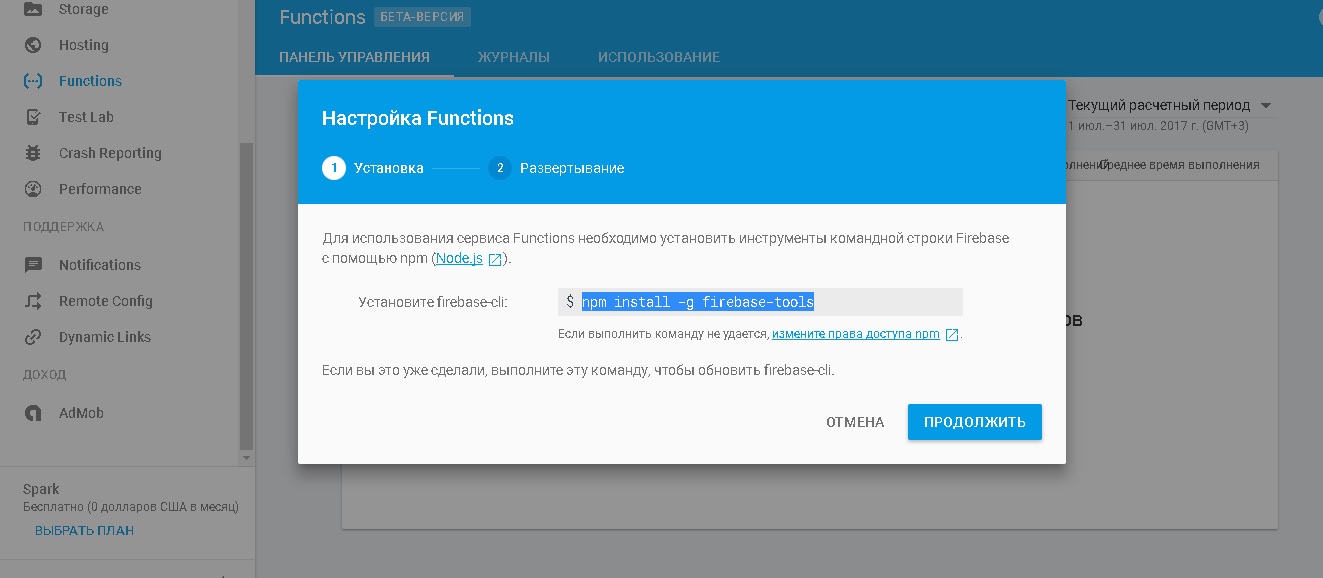 Storage
Hosting
Functions
Test Lab
Crash Reporting
Performance
ПОДДЕРЖКА
Notifications
Remote Config
Dynamic Links
ДОХОД
AdMob
Spark
Бесплатно (0 долларов США в месяц)
ВЫБРАТЬ ПЛАН
Functions БЕТА-ВЕРСИЯ
ПАНЕЛЬ УПРАВЛЕНИЯ ЖУРНАЛЫ ИСПОЛЬЗОВАНИЕ
Текущий расчетный период
1 июл.–31 июл. 2017 г. (GMT+3)
Среднее время выполнения
Настройка Functions
1 Установка 2 Развертывание
Для использования сервиса Functions необходимо установить инструменты командной строки Firebase
с помощью npm (Node.js).
Установите firebase-cli: $ npm install -g firebase-tools
Если выполнить команду не удается, измените права доступа npm.
Если вы это уже сделали, выполните эту команду, чтобы обновить firebase-cli.
ОТМЕНА ПРОДОЛЖИТЬ